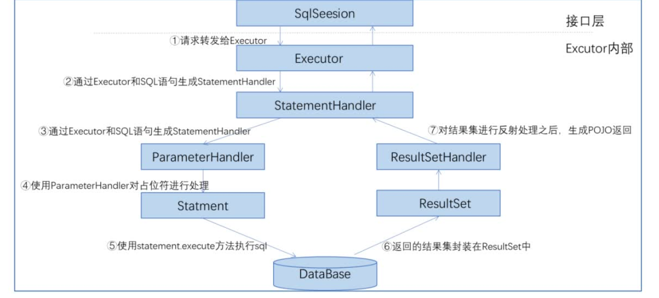 SqlSeesion
接口层
①请求转发给Executor
Executor
Excutor内部
②通过Executor和SQL语句生成StatementHandler
StatementHandler
③通过Executor和SQL语句生成StatementHandler
⑦对结果集进行反射处理之后，生成POJO返回
ParameterHandler
ResultSetHandler
④使用ParameterHandler对占位符进行处理
Statment
ResultSet
⑤使用statement.execute方法执行sql
⑥返回的结果集封装在ResultSet中
DataBase